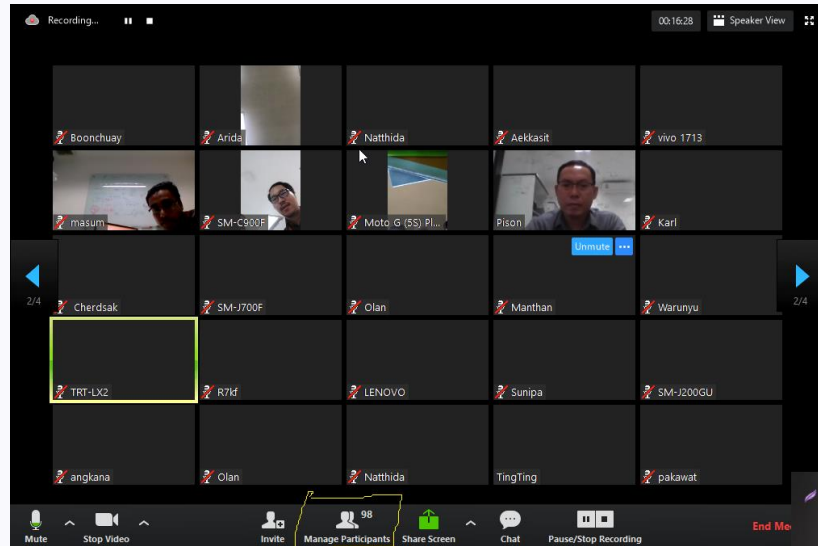 Recording...
00:16:28
Speaker View
Boonchuay
Arida
Natthida
Aekkasit
vivo 1713
masum
SM-C900F
Moto G (5S) Pl...
Pison
Karl
Unmute
2/4
Cherdsak
SM-J700F
Olan
Manthan
Warunyu
2/4
TRT-LX2
R7kf
LENOVO
Sunipa
SM-J200GU
angkana
Olan
Natthida
TingTing
pakawat
98
Mute
Stop Video
Invite
Manage Participants
Share Screen
Chat
Pause/Stop Recording
End Me